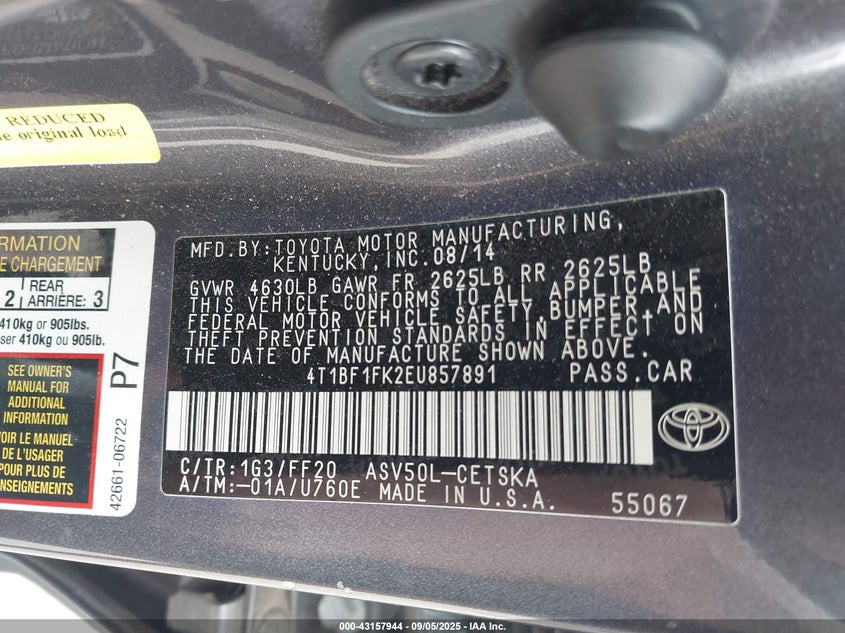 REDUCED
e original load
RMATION
E CHARGEMENT
2 REAR ARRIÈRE: 3
410kg or 905lbs.
ser 410kg ou 905lb.
SEE OWNER'S
MANUAL FOR
ADDITIONAL
INFORMATION
VOIR LE MANUEL
DE L'USAGER
POUR PLUS DE
P7
42661-06722
MFD.BY: TOYOTA MOTOR MANUFACTURING,
KENTUCKY, INC. 08/14
GVWR 4630LB GAWR FR 2625LB RR 2625LB
THIS VEHICLE CONFORMS TO ALL APPLICABLE
FEDERAL MOTOR VEHICLE SAFETY, BUMPER, AND
THEFT PREVENTION STANDARDS IN EFFECT ON
THE DATE OF MANUFACTURE SHOWN ABOVE.
4T1BF1FK2EU857891 PASS.CAR
C/TR: 1G3/FF20 ASV50L-CETSKA
A/TM: -01A/U760E MADE IN U.S.A. 55067
000-43157944 - 09/05/2025 - IAA Inc.